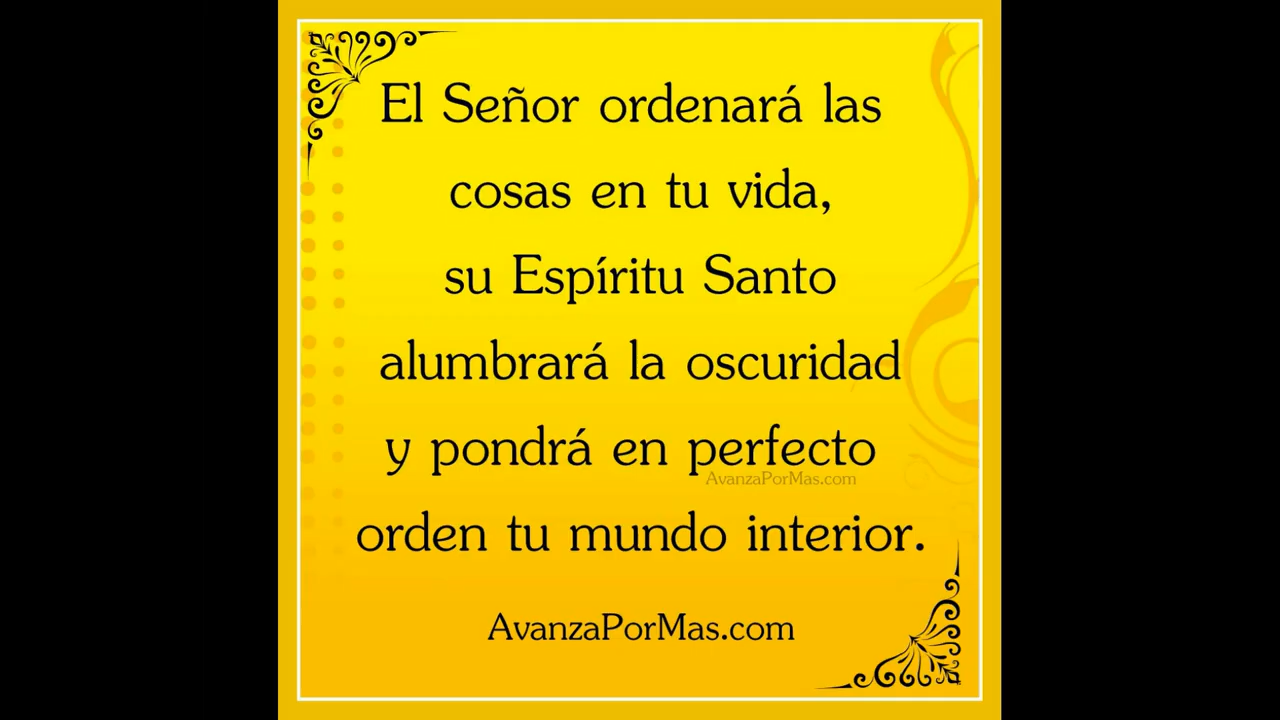 El Señor ordenará las
cosas en tu vida,
su Espíritu Santo
alumbrará la oscuridad
y pondrá en perfecto
AvanzaPorMas.com
orden tu mundo interior.
AvanzaPorMas.com